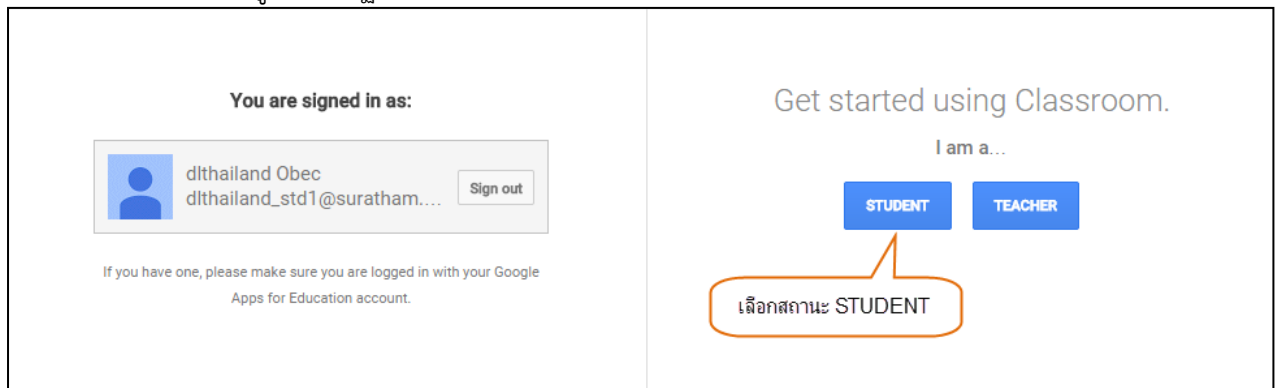 You are signed in as:
dlthailand Obec
dlthailand_std1@suratham....
Sign out
If you have one, please make sure you are logged in with your Google
Apps for Education account.
Get started using Classroom.
I am a...
STUDENT
TEACHER
เลือกสถานะ STUDENT